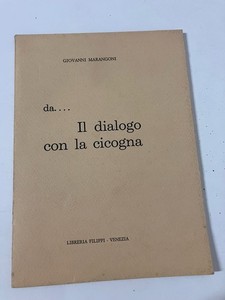 GIOVANNI MARANGONI
da....
Il dialogo
con la cicogna
LIBRERIA FILIPPI - VENEZIA